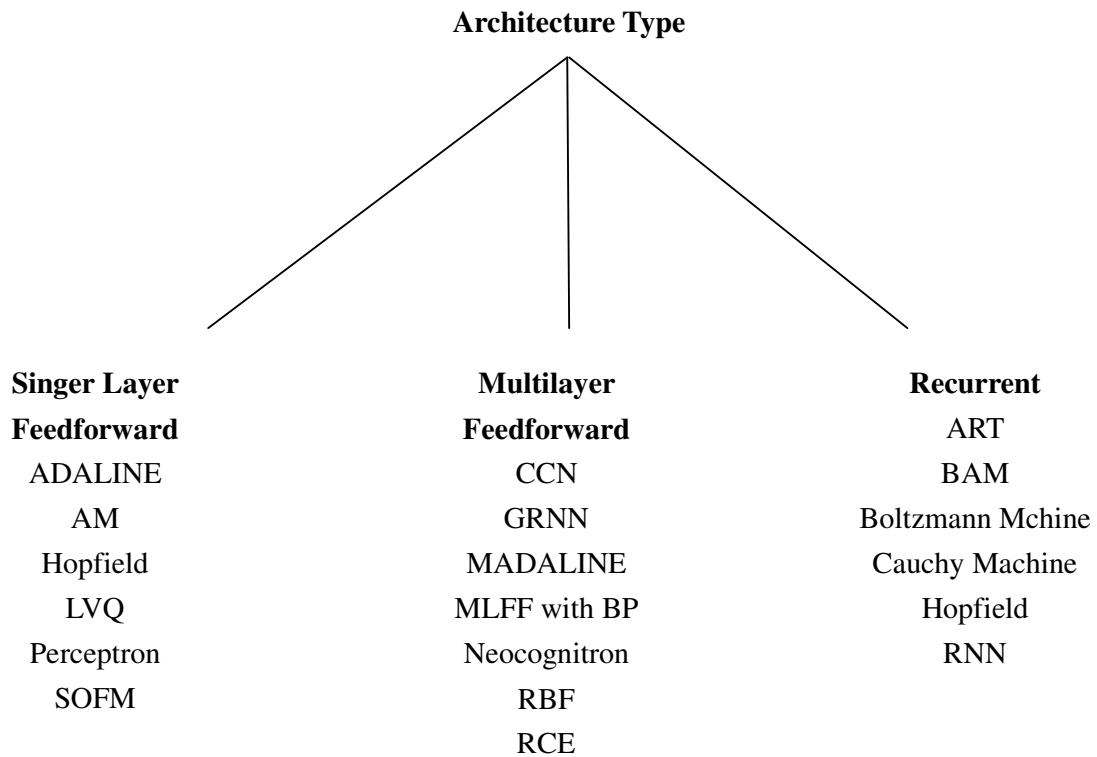 Architecture Type
Singer Layer
Feedforward
ADALINE
AM
Hopfield
LVQ
Perceptron
SOFM
Multilayer
Feedforward
CCN
GRNN
MADALINE
MLFF with BP
Neocognitron
RBF
RCE
Recurrent
ART
BAM
Boltzmann Mchine
Cauchy Machine
Hopfield
RNN